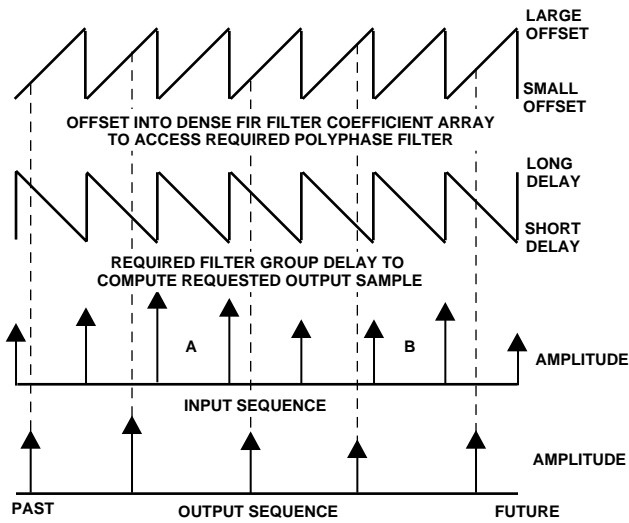 LARGE
OFFSET
SMALL
OFFSET
OFFSET INTO DENSE FIR FILTER COEFFICIENT ARRAY
TO ACCESS REQUIRED POLYPHASE FILTER
LONG
DELAY
SHORT
DELAY
REQUIRED FILTER GROUP DELAY TO
COMPUTE REQUESTED OUTPUT SAMPLE
A
B
AMPLITUDE
INPUT SEQUENCE
AMPLITUDE
PAST
OUTPUT SEQUENCE
FUTURE